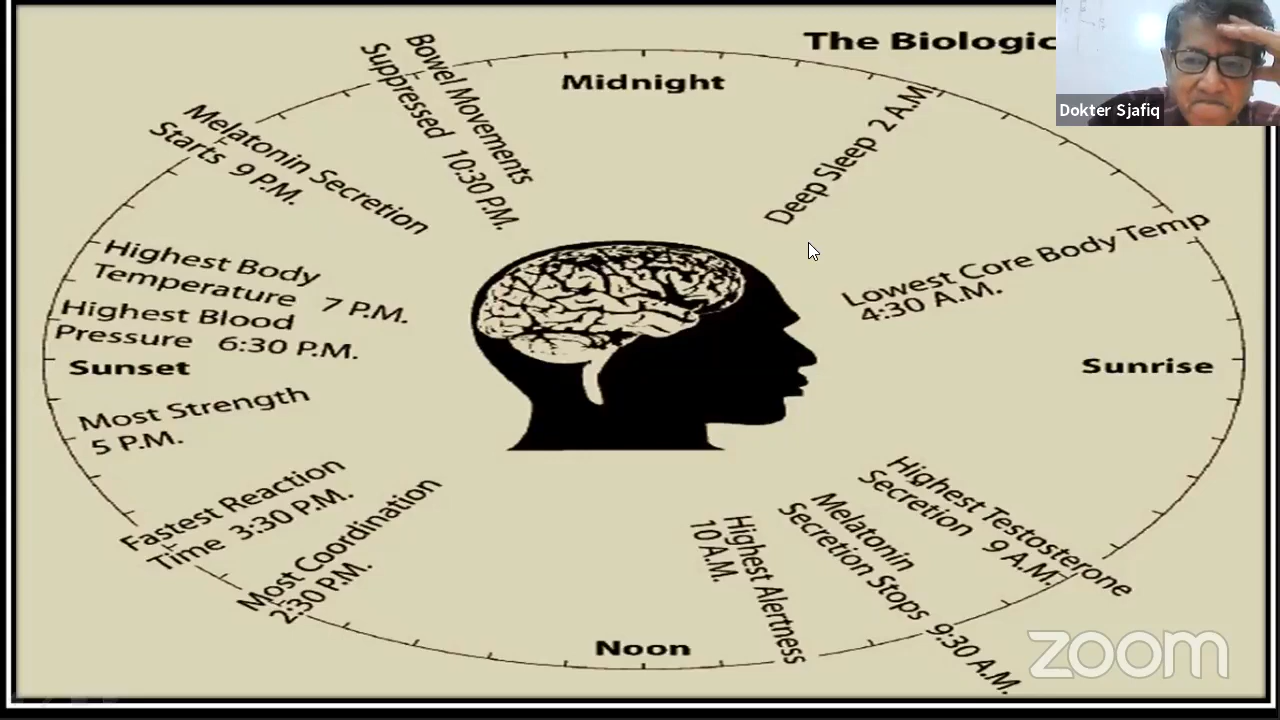 The Biologic
Dokter Sjafiq
Midnight
Deep Sleep 2 A.M.
Lowest Core Body Temp
4:30 A.M.
Sunrise
Highest Testosterone
Secretion 9 A.M.
Melatonin
Secretion Stops 9:30 A.M.
Highest Alertness
10 A.M.
Noon
Most Coordination
2:30 P.M.
Fastest Reaction
Time 3:30 P.M.
Most Strength
5 P.M.
Sunset
Highest Blood
Pressure 6:30 P.M.
Highest Body
Temperature 7 P.M.
Melatonin Secretion
Starts 9 P.M.
Bowel Movements
Suppressed 10:30 P.M.
zoom